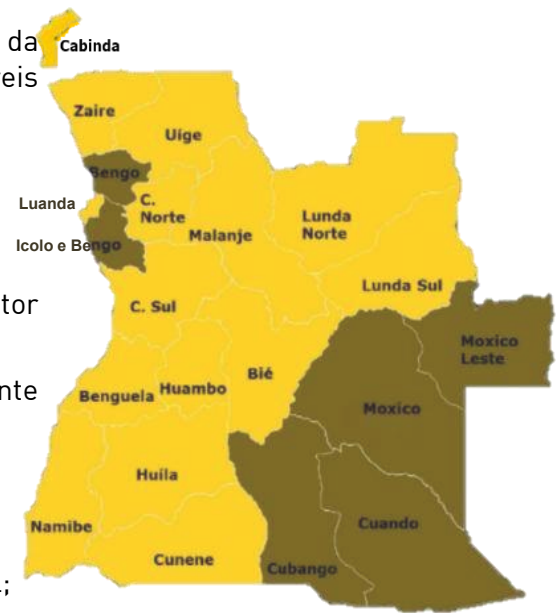 da
Cabinda
eis
Zaire
Uíge
Bengo
Luanda
C.
Norte
Lunda
Norte
Malanje
Icolo e Bengo
Lunda Sul
C. Sul
tor
Moxico
Leste
Bié
Benguela
Huambo
nte
Moxico
Huíla
Cuando
Namibe
Cunene
Cubango
;